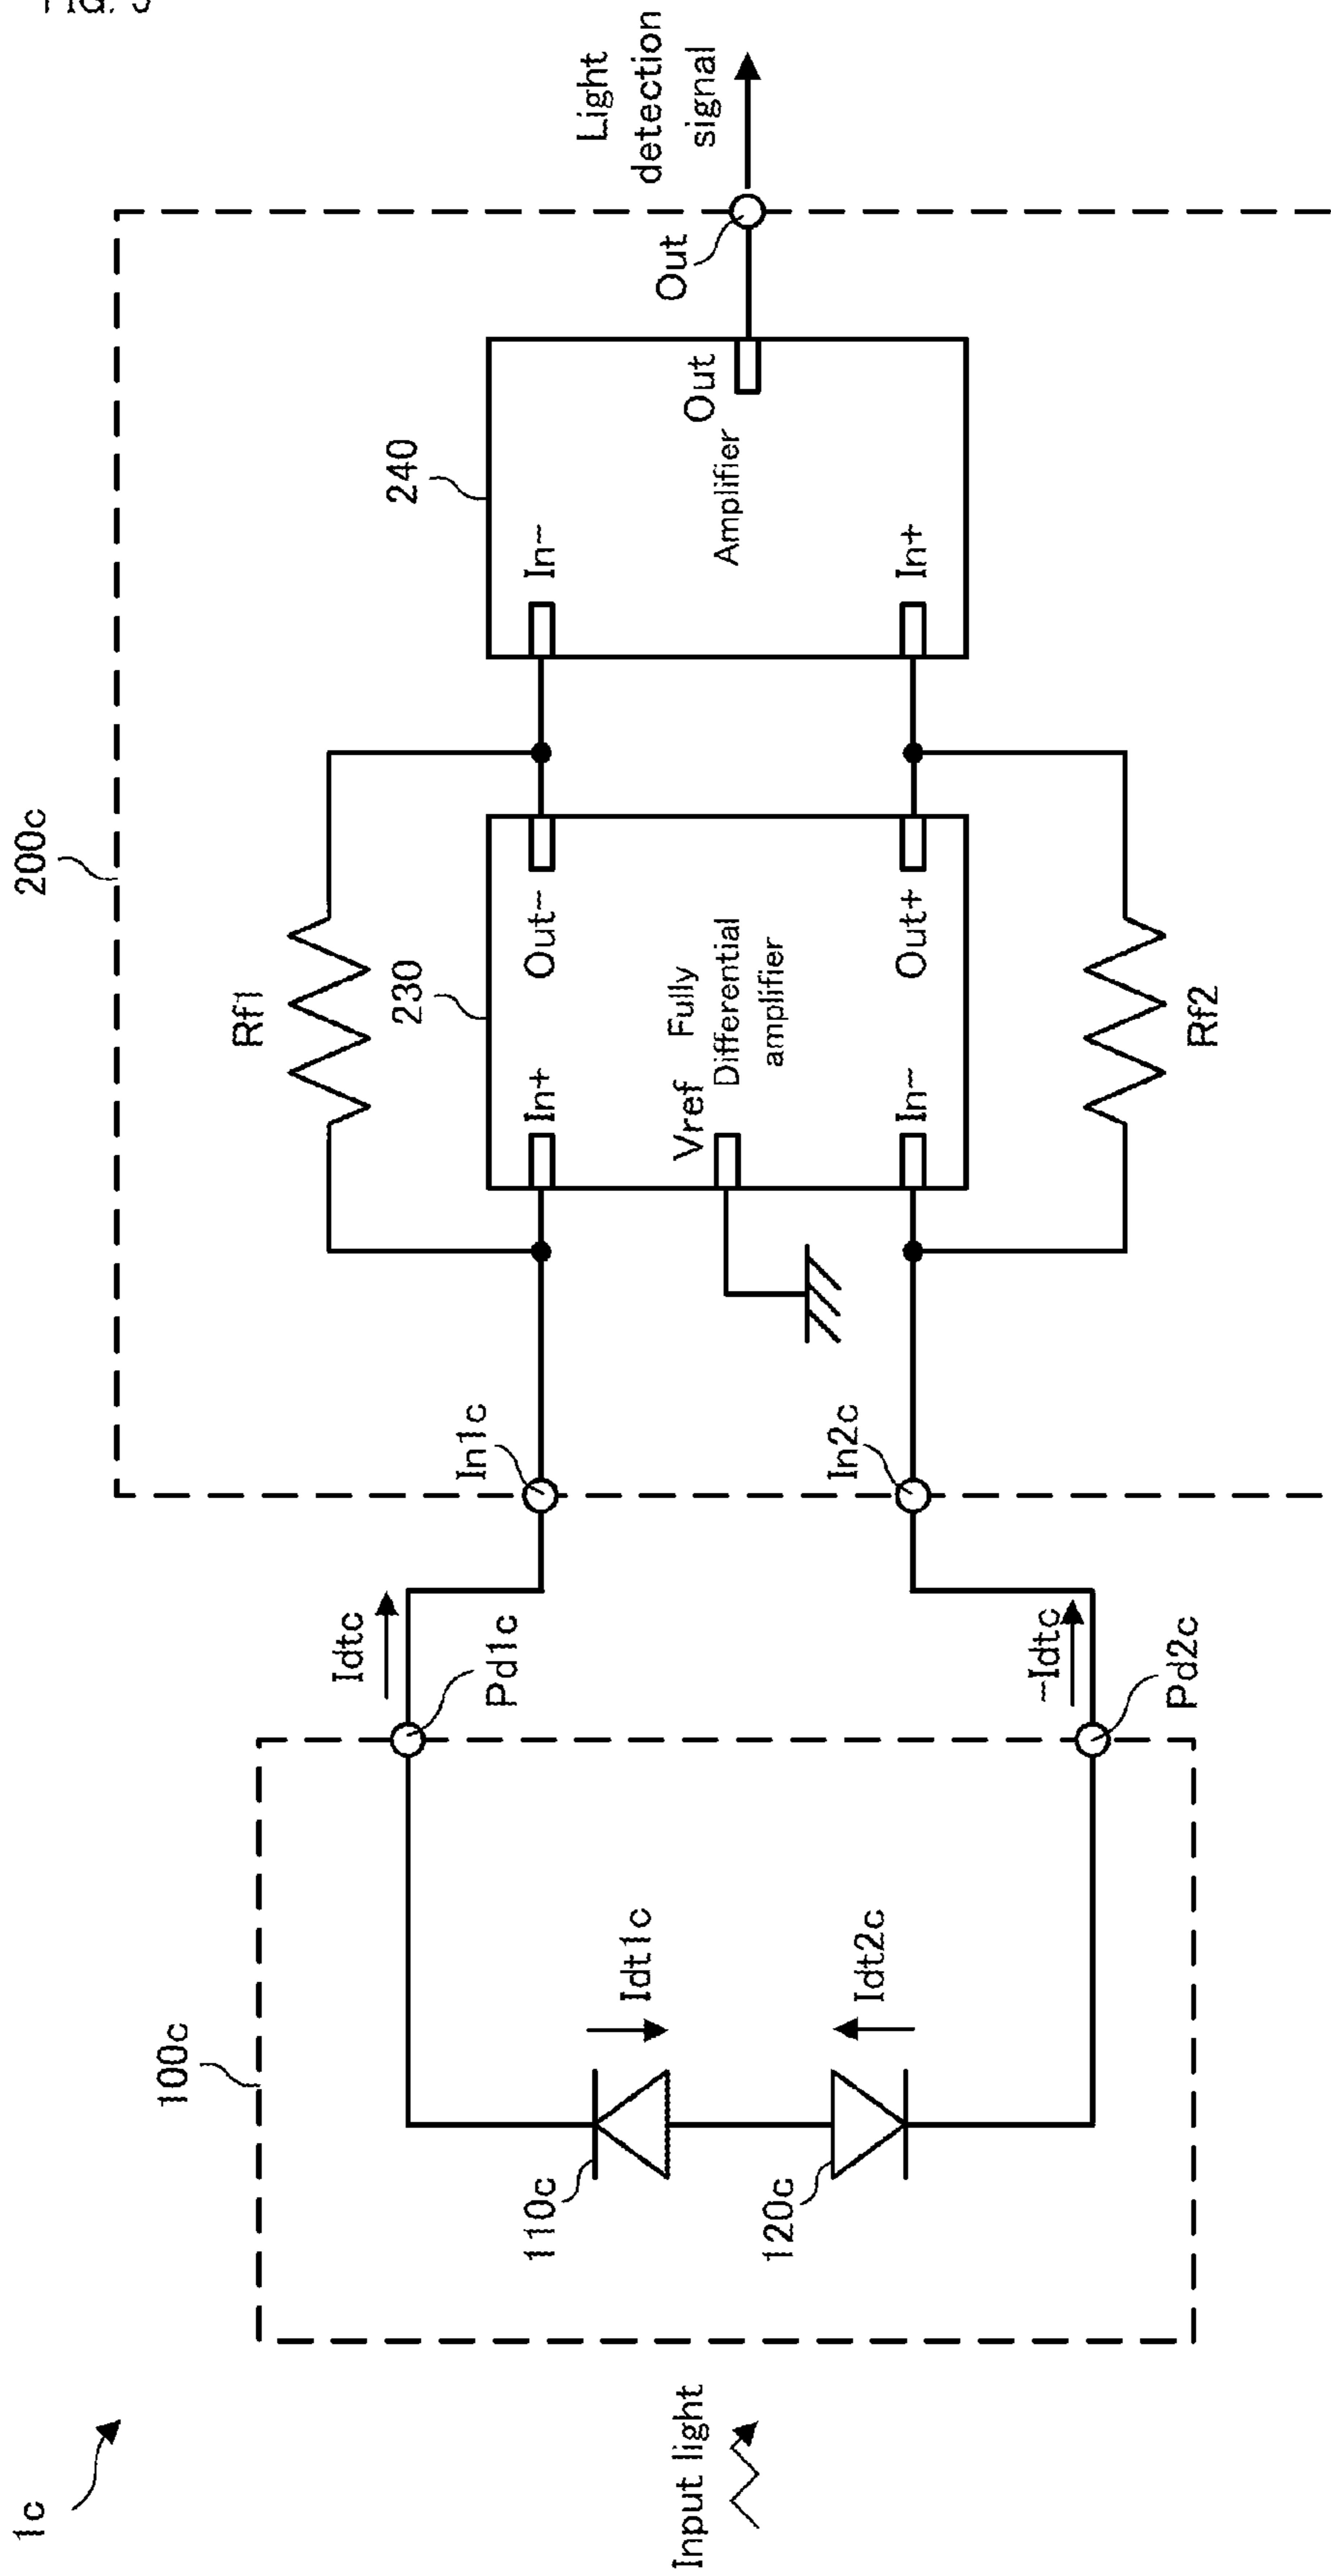 1c
Input light
100c
110c
120c
Idt1c
Idt2c
Idtc
Pd1c
-Idtc
Pd2c
200c
In1c
In2c
Rf1
230
In+
Out-
Vref
Fully
Differential
amplifier
In-
Out+
Rf2
240
In-
Out
Amplifier
In+
Out
Light
detection
signal